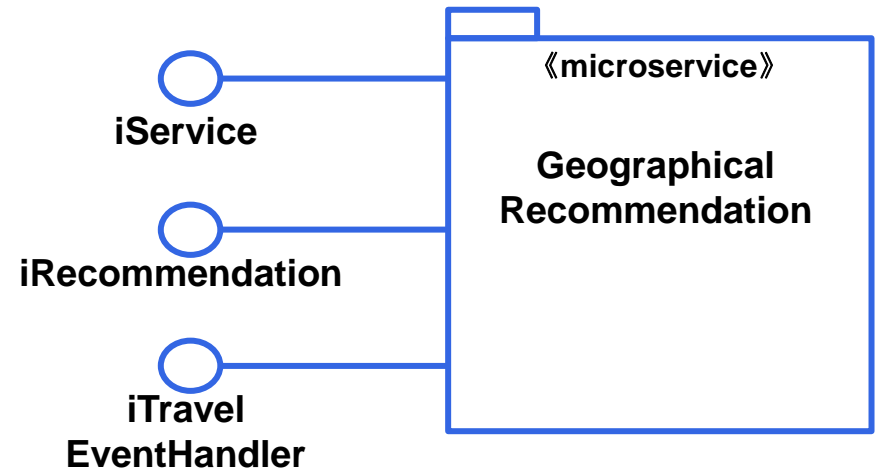 《microservice》
iService
Geographical
Recommendation
iRecommendation
iTravel
EventHandler